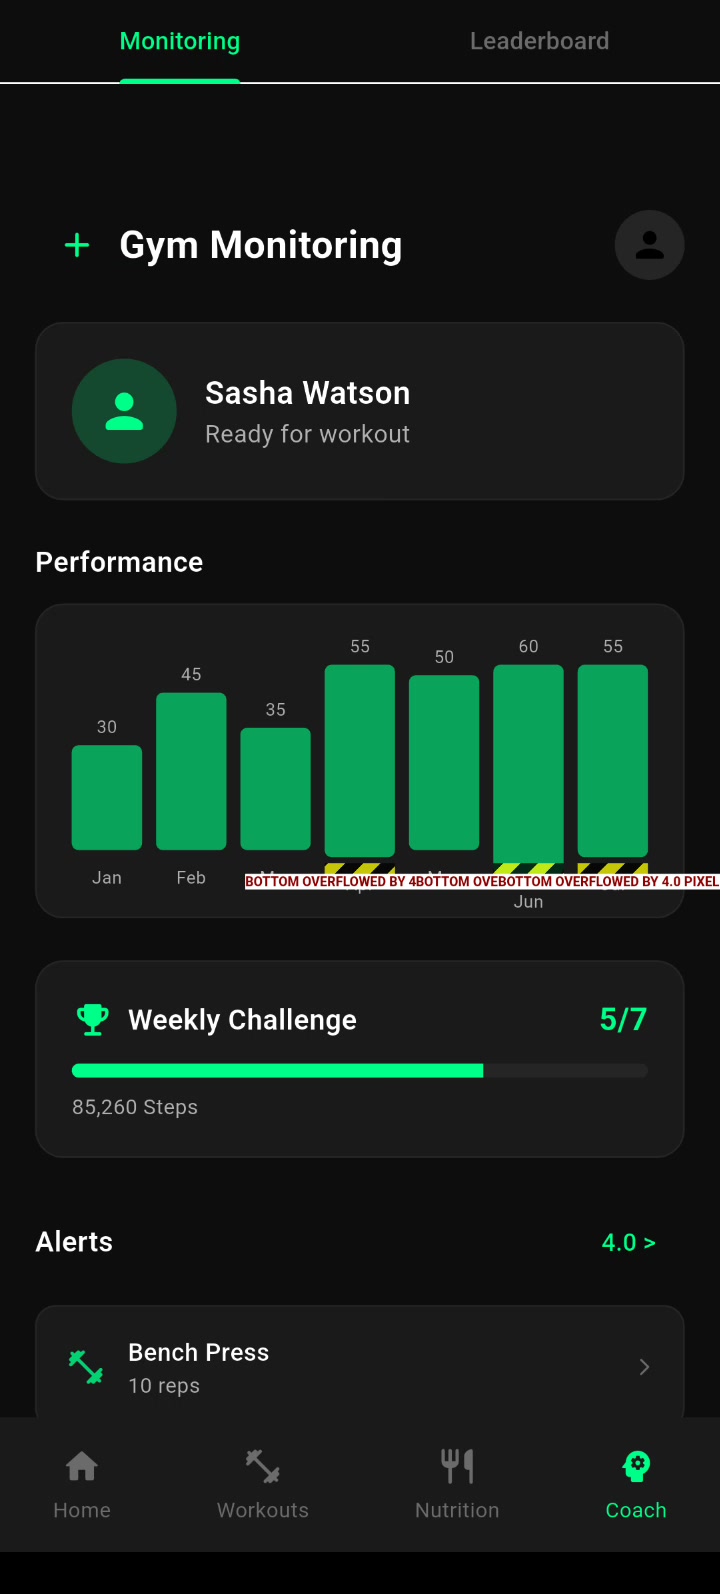 Monitoring
Leaderboard
Gym Monitoring
Sasha Watson
Ready for workout
Performance
30
45
35
55
50
60
55
Jan
Feb
BOTTOM OVERFLOWED BY 4BOTTOM OVEBOTTOM OVERFLOWED BY 4.0 PIXEL
Jun
Weekly Challenge
5/7
85,260 Steps
Alerts
4.0 >
Bench Press
10 reps
Home
Workouts
Nutrition
Coach